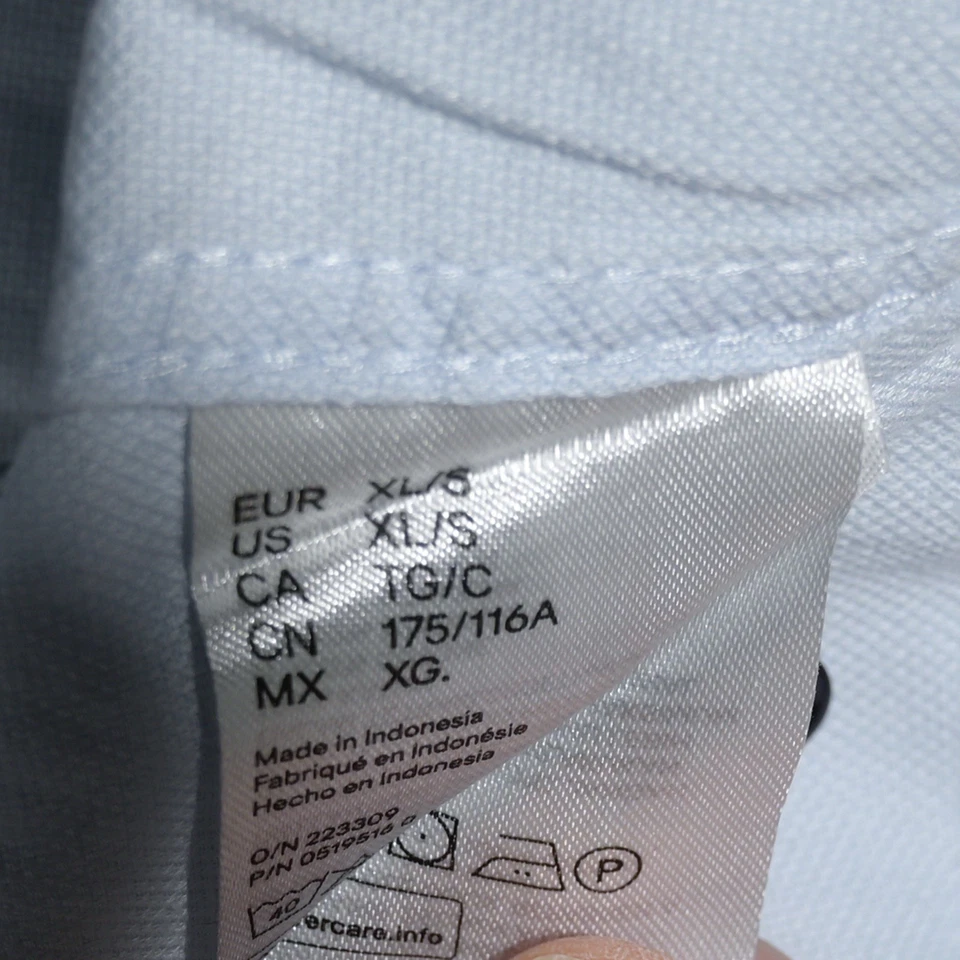 EUR XL/S
US XL/S
CA TG/C
CN 175/116A
MX XG.
Made in Indonesia
Fabriqué en Indonésie
Hecho en Indonesia
O/N 223309
P/N 0519516
P
40
ercare.info